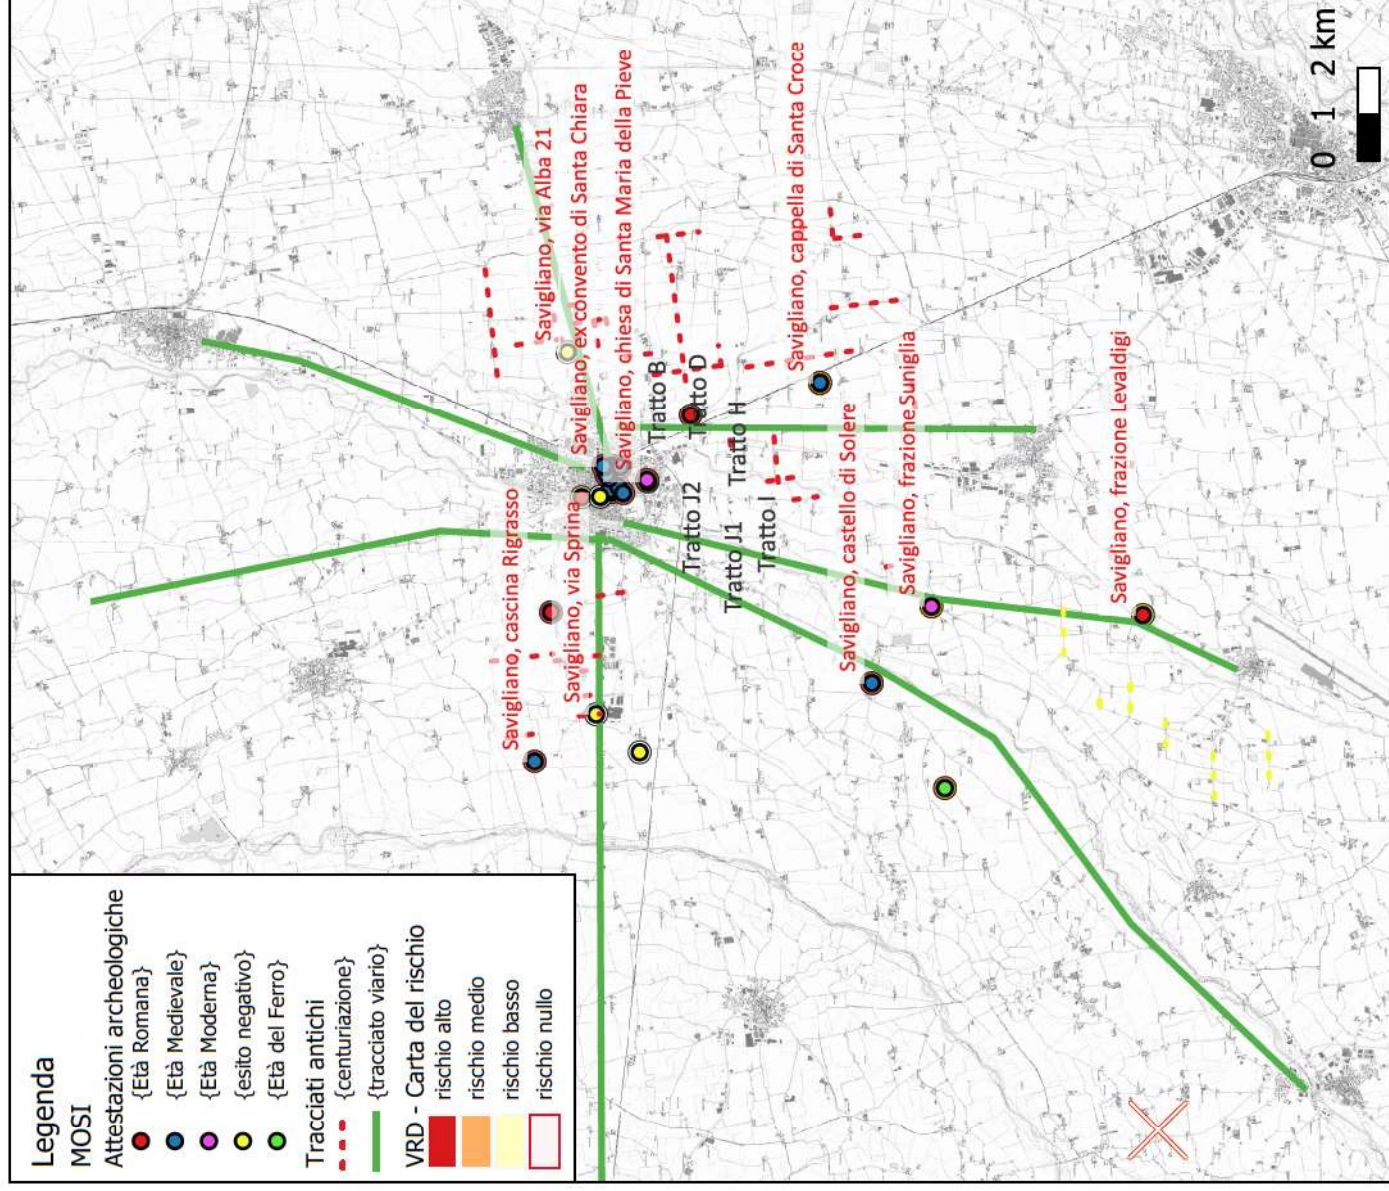 Legenda
MOSI
Attestazioni archeologiche
{Età Romana}
{Età Medievale}
{Età Moderna}
{esito negativo}
{Età del Ferro}
Tracciati antichi
{centuriazione}
{tracciato viario}
VRD - Carta del rischio
rischio alto
rischio medio
rischio basso
rischio nullo
Savigliano, cascina Rigrasso
Savigliano, via Alba 21
Savigliano, via Sprina
Savigliano, ex convento di Santa Chiara
Savigliano, chiesa di Santa Maria della Pieve
Tratto B
Tratto J2
Tratto D
Tratto J1
Tratto H
Tratto I
Savigliano, cappella di Santa Croce
Savigliano, castello di Solere
Savigliano, frazione Suniglia
Savigliano, frazione Levaldigi
0 1 2 km